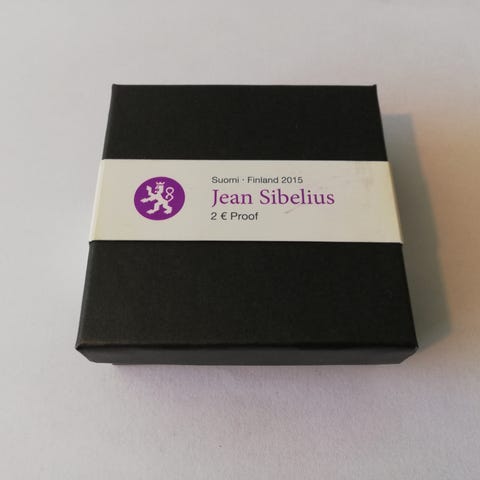 Suomi · Finland 2015
Jean Sibelius
2 € Proof